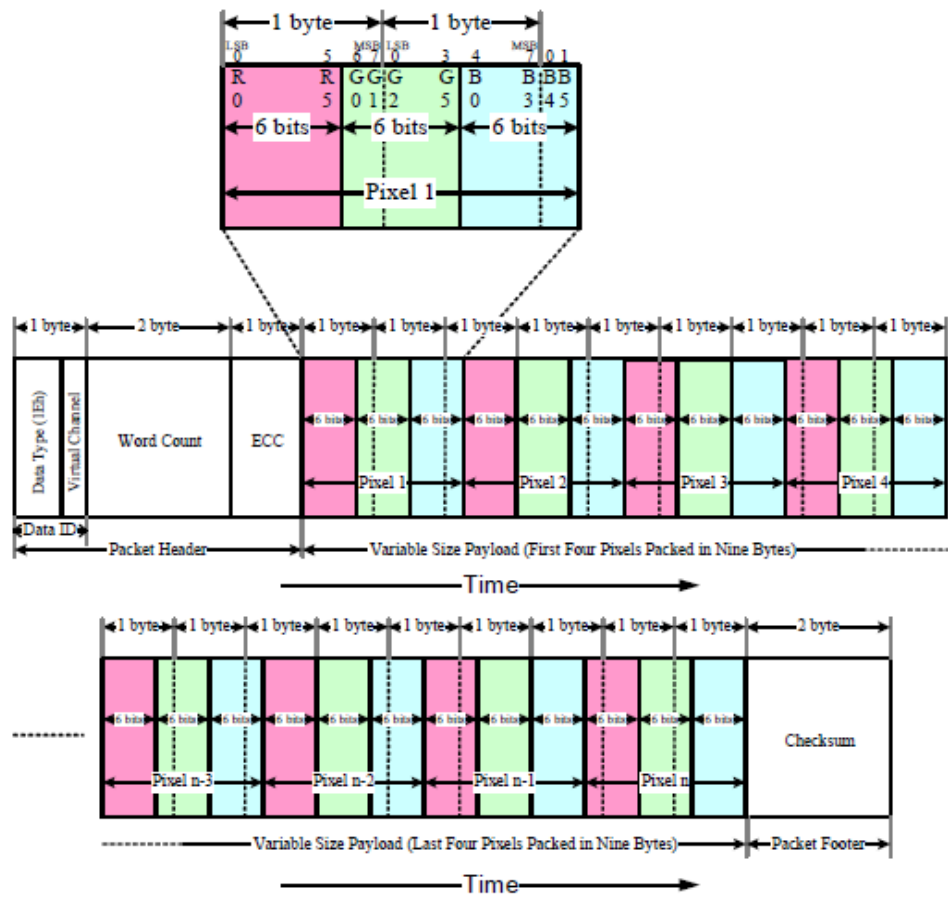 1 byte 1 byte
LSB MSB LSB MSB
0 5 6 7 0 3 4 7 0 1
R R G G G G B B B B
0 5 0 1 2 5 0 3 4 5
6 bits 6 bits 6 bits
Pixel 1
1 byte 2 byte 1 byte 1 byte 1 byte 1 byte 1 byte 1 byte 1 byte 1 byte 1 byte 1 byte
Data Type (1Eh)
Virtual Channel
Word Count
ECC
6 bits 6 bits 6 bits 6 bits 6 bits 6 bits 6 bits 6 bits 6 bits 6 bits 6 bits 6 bits
Pixel 1 Pixel 2 Pixel 3 Pixel 4
Data ID
Packet Header Variable Size Payload (First Four Pixels Packed in Nine Bytes)
Time
1 byte 1 byte 1 byte 1 byte 1 byte 1 byte 1 byte 1 byte 1 byte 2 byte
6 bits 6 bits 6 bits 6 bits 6 bits 6 bits 6 bits 6 bits 6 bits 6 bits 6 bits 6 bits
Checksum
Pixel n-3 Pixel n-2 Pixel n-1 Pixel n
Variable Size Payload (Last Four Pixels Packed in Nine Bytes) Packet Footer
Time